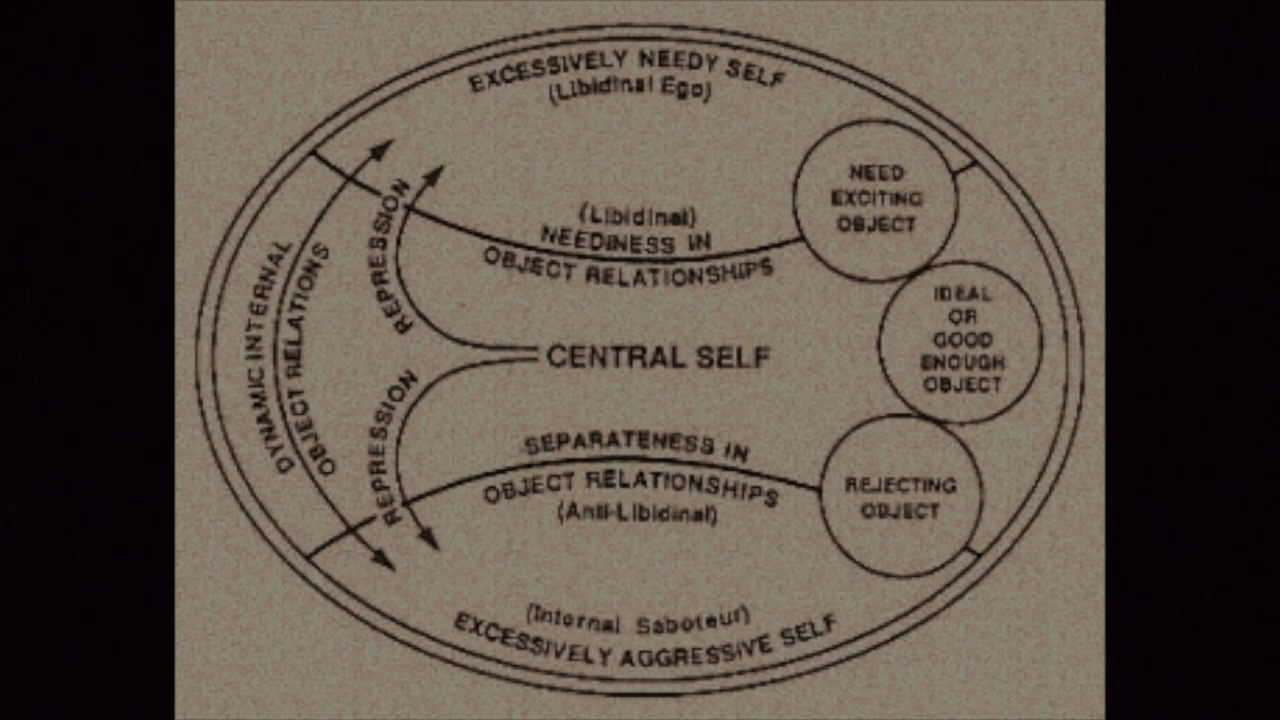 EXCESSIVELY NEEDY SELF
(Libidinal Ego)
NEED
EXCITING
OBJECT
(Libidinal)
NEEDINESS IN
OBJECT RELATIONSHIPS
REPRESSION
DYNAMIC INTERNAL
OBJECT RELATIONS
IDEAL
OR
GOOD
ENOUGH
OBJECT
CENTRAL SELF
REPRESSION
SEPARATENESS IN
OBJECT RELATIONSHIPS
(Anti-Libidinal)
REJECTING
OBJECT
(Internal Saboteur)
EXCESSIVELY AGGRESSIVE SELF